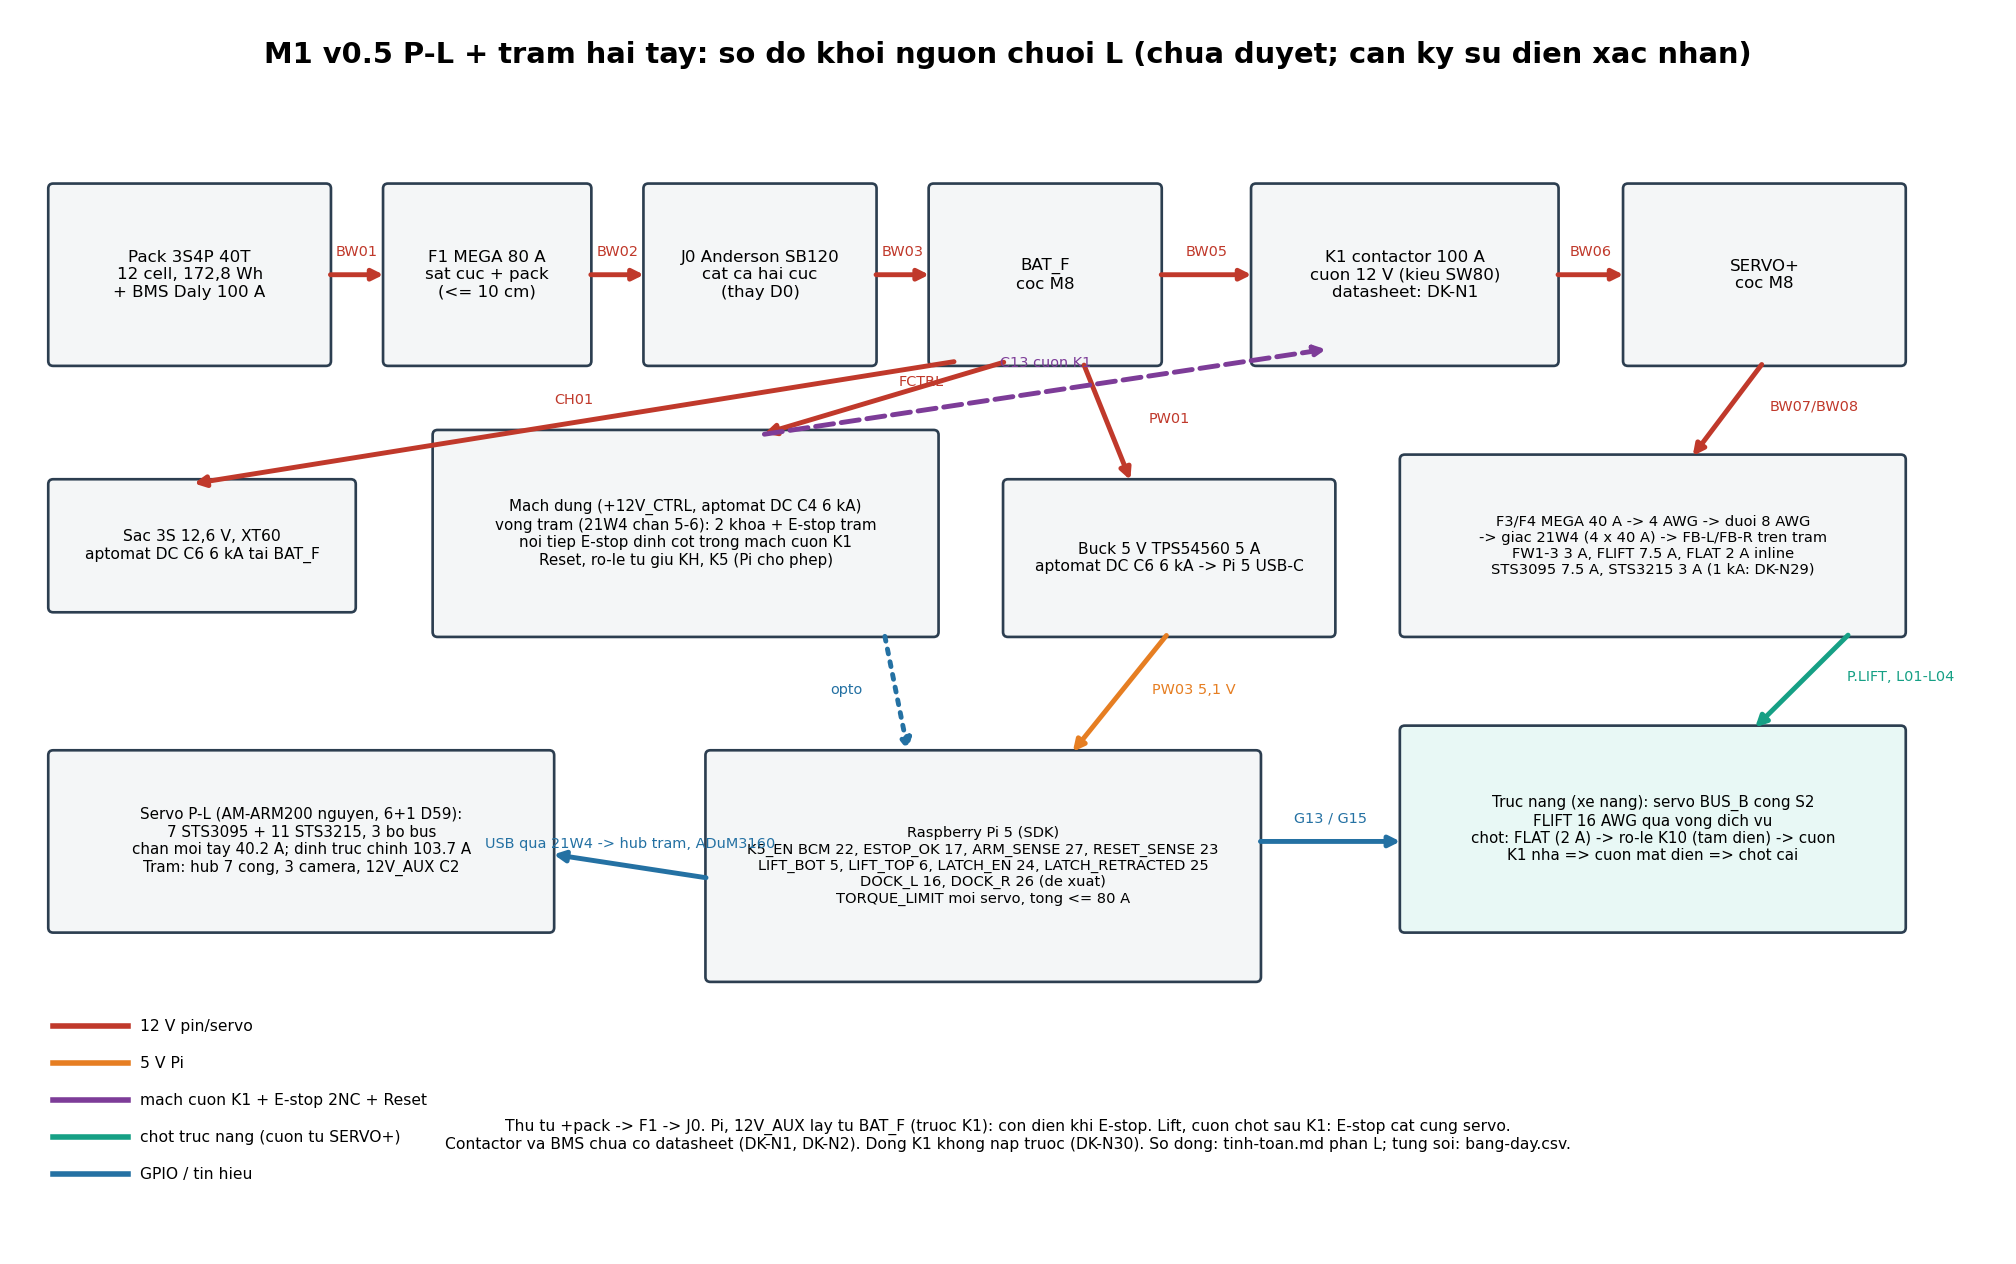 M1 v0.5 P-L + tram hai tay: so do khoi nguon chuoi L (chua duyet; can ky su dien xac nhan)
Pack 3S4P 40T
12 cell, 172,8 Wh
+ BMS Daly 100 A
BW01
F1 MEGA 80 A
sat cuc + pack
(<= 10 cm)
BW02
J0 Anderson SB120
cat ca hai cuc
(thay D0)
BW03
BAT_F
coc M8
BW05
K1 contactor 100 A
cuon 12 V (kieu SW80)
datasheet: DK-N1
BW06
SERVO+
coc M8
C13 cuon K1
FCTRL
CH01
PW01
BW07/BW08
Sac 3S 12,6 V, XT60
aptomat DC C6 6 kA tai BAT_F
Mach dung (+12V_CTRL, aptomat DC C4 6 kA)
vong tram (21W4 chan 5-6): 2 khoa + E-stop tram
noi tiep E-stop dinh cot trong mach cuon K1
Reset, ro-le tu giu KH, K5 (Pi cho phep)
Buck 5 V TPS54560 5 A
aptomat DC C6 6 kA -> Pi 5 USB-C
F3/F4 MEGA 40 A -> 4 AWG -> duoi 8 AWG
-> giac 21W4 (4 x 40 A) -> FB-L/FB-R tren tram
FW1-3 3 A, FLIFT 7.5 A, FLAT 2 A inline
STS3095 7.5 A, STS3215 3 A (1 kA: DK-N29)
opto
PW03 5,1 V
P.LIFT, L01-L04
Servo P-L (AM-ARM200 nguyen, 6+1 D59):
7 STS3095 + 11 STS3215, 3 bo bus
chan moi tay 40.2 A; dinh truc chinh 103.7 A
Tram: hub 7 cong, 3 camera, 12V_AUX C2
USB qua 21W4 -> hub tram, ADuM3160
Raspberry Pi 5 (SDK)
K5_EN BCM 22, ESTOP_OK 17, ARM_SENSE 27, RESET_SENSE 23
LIFT_BOT 5, LIFT_TOP 6, LATCH_EN 24, LATCH_RETRACTED 25
DOCK_L 16, DOCK_R 26 (de xuat)
TORQUE_LIMIT moi servo, tong <= 80 A
G13 / G15
Truc nang (xe nang): servo BUS_B cong S2
FLIFT 16 AWG qua vong dich vu
chot: FLAT (2 A) -> ro-le K10 (tam dien) -> cuon
K1 nha => cuon mat dien => chot cai
12 V pin/servo
5 V Pi
mach cuon K1 + E-stop 2NC + Reset
chot truc nang (cuon tu SERVO+)
GPIO / tin hieu
Thu tu +pack -> F1 -> J0. Pi, 12V_AUX lay tu BAT_F (truoc K1): con dien khi E-stop. Lift, cuon chot sau K1: E-stop cat cung servo.
Contactor va BMS chua co datasheet (DK-N1, DK-N2). Dong K1 khong nap truoc (DK-N30). So dong: tinh-toan.md phan L; tung soi: bang-day.csv.